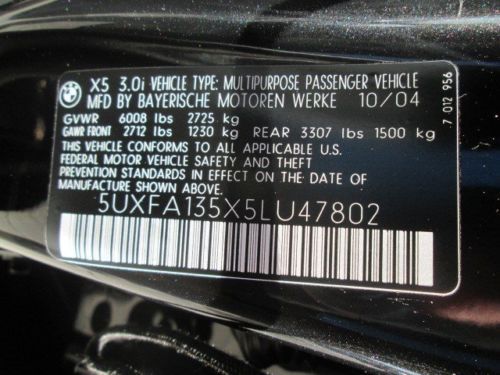 X5 3.0i VEHICLE TYPE: MULTIPURPOSE PASSENGER VEHICLE
MFD BY BAYERISCHE MOTOREN WERKE 10/04
GVWR 6008 lbs 2725 kg
GAWR FRONT 2712 lbs 1230 kg REAR 3307 lbs 1500 kg
THIS VEHICLE CONFORMS TO ALL APPLICABLE U.S.
FEDERAL MOTOR VEHICLE SAFETY AND THEFT
PREVENTION STANDARDS IN EFFECT ON THE DATE OF
MANUFACTURE SHOWN ABOVE.
5UXFA135X5LU47802
7 012 956